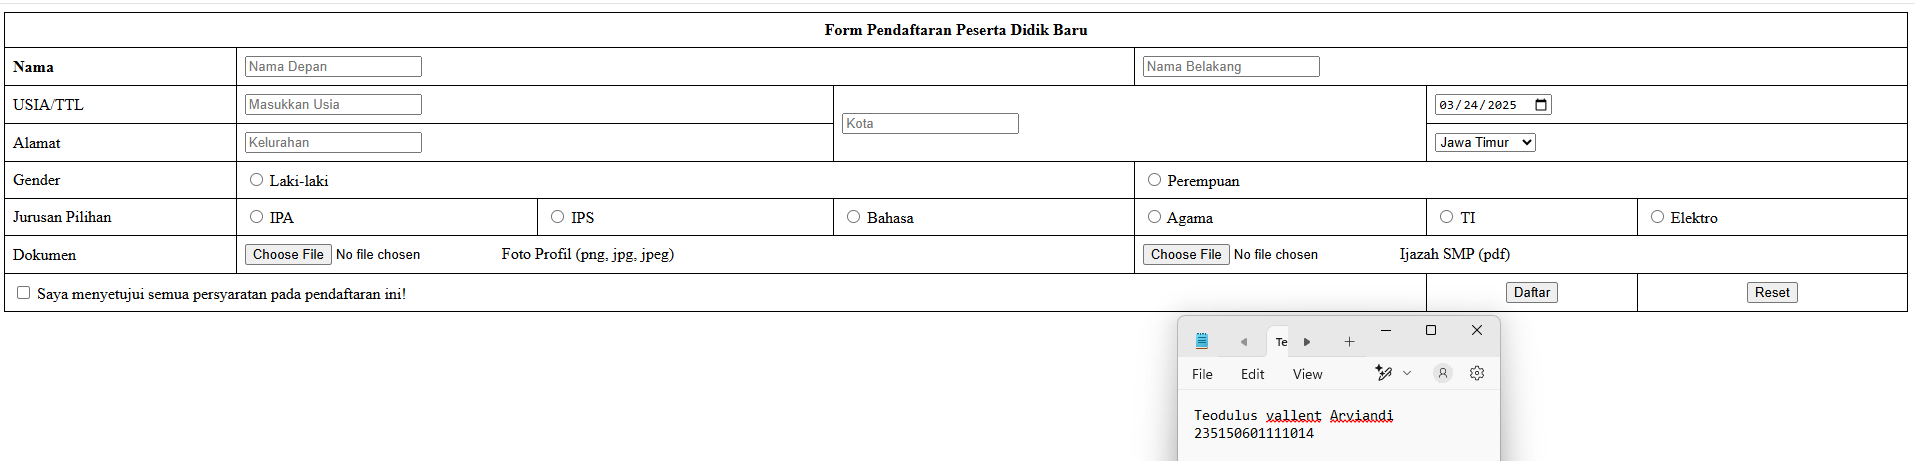 Form Pendaftaran Peserta Didik Baru
Nama Nama Depan Nama Belakang
USIA/TTL Masukkan Usia 03/24/2025
Kota
Alamat Kelurahan Jawa Timur
Gender Laki-laki Perempuan
Jurusan Pilihan IPA IPS Bahasa Agama TI Elektro
Dokumen Choose File No file chosen Foto Profil (png, jpg, jpeg) Choose File No file chosen Ijazah SMP (pdf)
Saya menyetujui semua persyaratan pada pendaftaran ini! Daftar Reset
Te
File Edit View
Teodulus vallent Arviandi
235150601111014